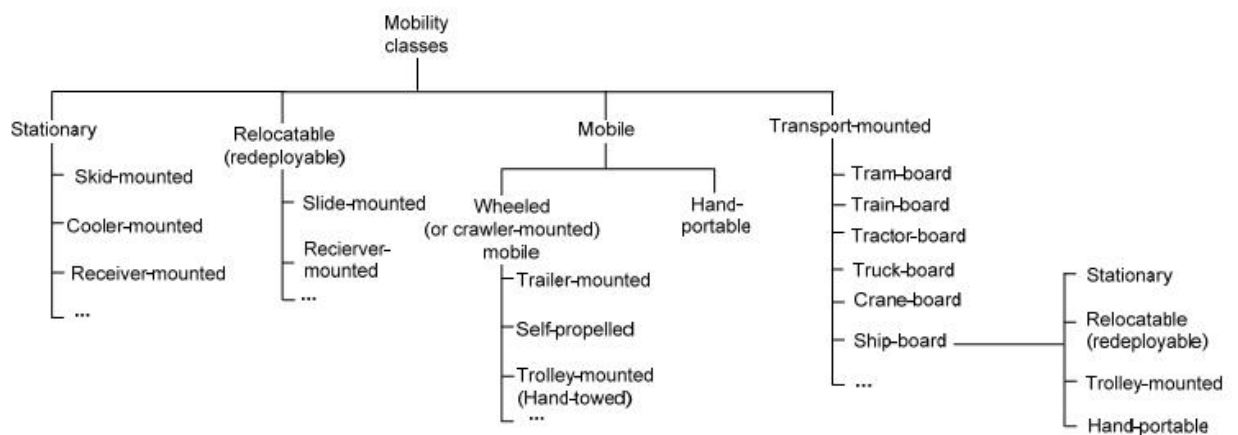 Mobility
classes
Stationary
Skid-mounted
Cooler-mounted
Receiver-mounted
...
Relocatable
(redeployable)
Slide-mounted
Recierver-
mounted
...
Mobile
Wheeled
(or crawler-mounted)
mobile
Trailer-mounted
Self-propelled
Trolley-mounted
(Hand-towed)
...
Hand-
portable
Transport-mounted
Tram-board
Train-board
Tractor-board
Truck-board
Crane-board
Ship-board
...
Stationary
Relocatable
(redeployable)
Trolley-mounted
Hand-portable